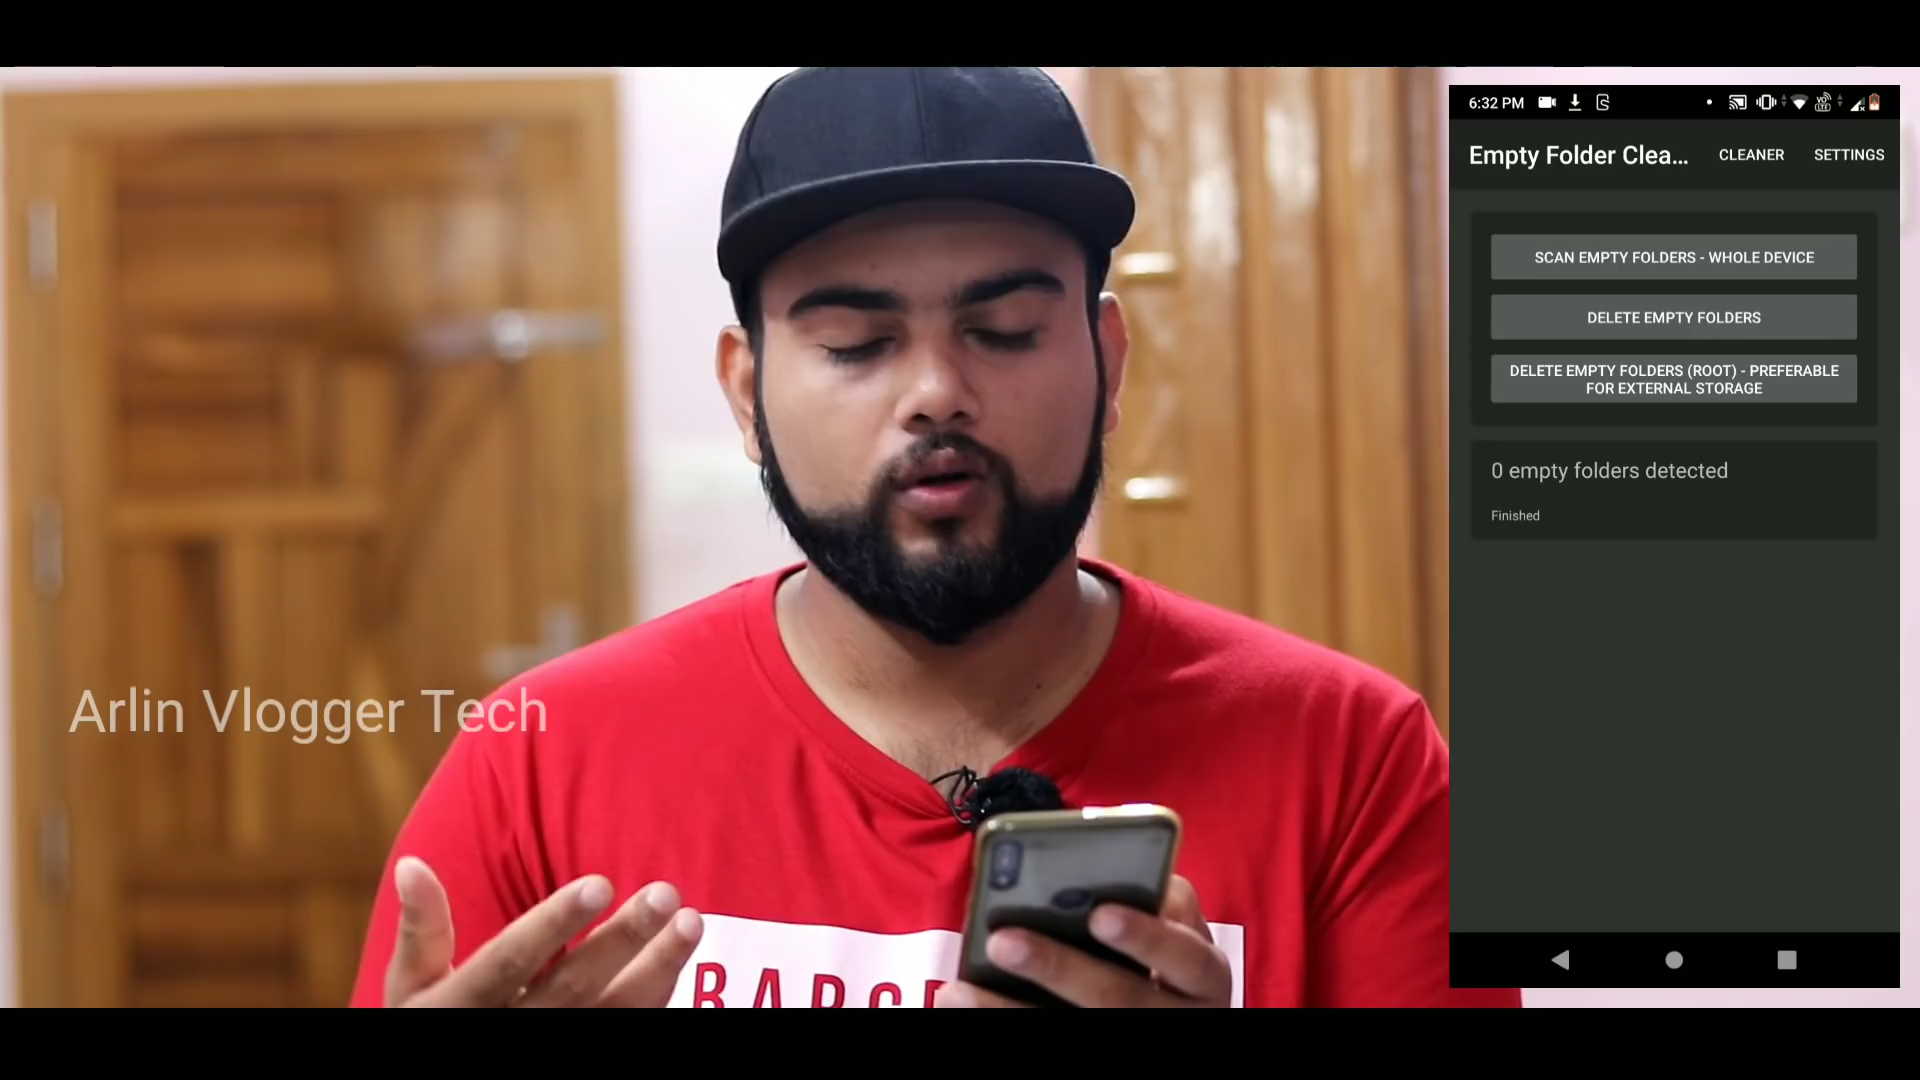 6:32 PM
Empty Folder Clea... CLEANER SETTINGS
SCAN EMPTY FOLDERS - WHOLE DEVICE
DELETE EMPTY FOLDERS
DELETE EMPTY FOLDERS (ROOT) - PREFERABLE
FOR EXTERNAL STORAGE
0 empty folders detected
Finished
Arlin Vlogger Tech